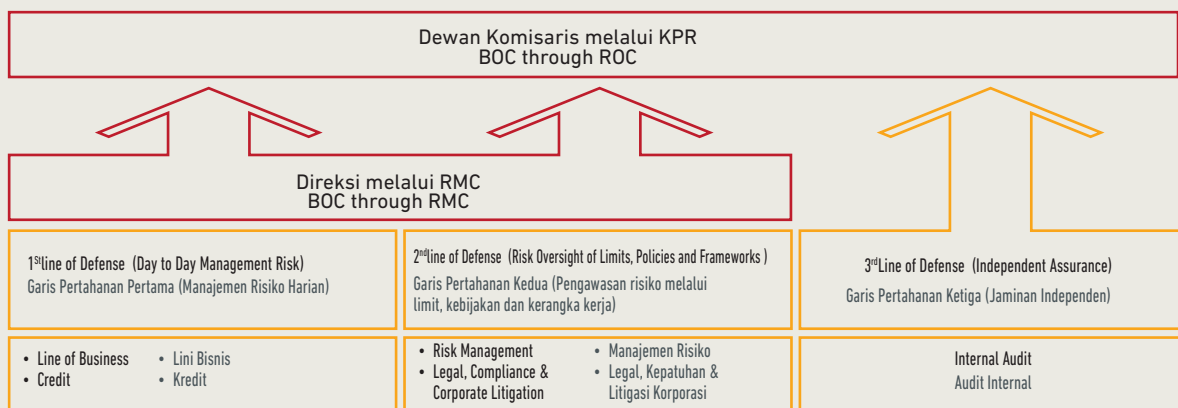 Dewan Komisaris melalui KPR
BOC through ROC
Direksi melalui RMC
BOC through RMC
1Stline of Defense (Day to Day Management Risk)
Garis Pertahanan Pertama (Manajemen Risiko Harian)
2ndline of Defense (Risk Oversight of Limits, Policies and Frameworks )
Garis Pertahanan Kedua (Pengawasan risiko melalui
limit, kebijakan dan kerangka kerja)
3rdLine of Defense (Independent Assurance)
Garis Pertahanan Ketiga (Jaminan Independen)
• Line of Business
• Credit
• Lini Bisnis
• Kredit
• Risk Management
• Legal, Compliance &
Corporate Litigation
• Manajemen Risiko
• Legal, Kepatuhan &
Litigasi Korporasi
Internal Audit
Audit Internal